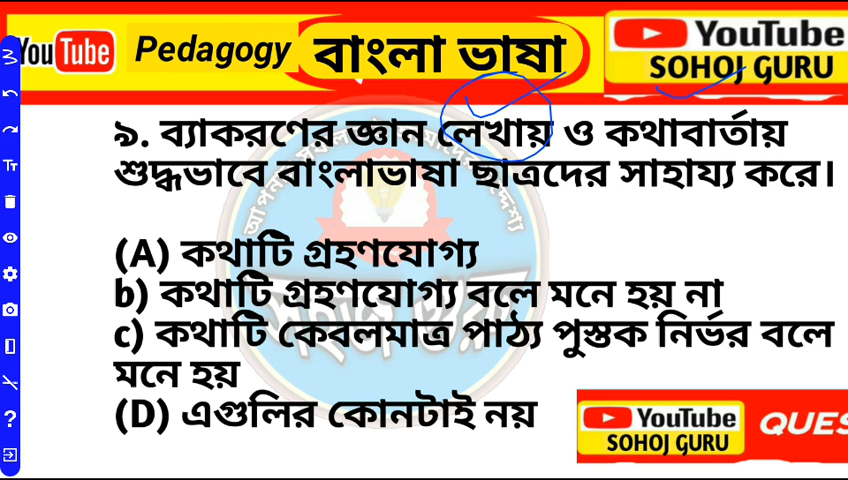 YouTube Pedagogy বাংলা ভাষা YouTube
SOHOJ GURU
৯. ব্যাকরণের জ্ঞান লেখায় ও কথাবার্তায়
শুদ্ধভাবে বাংলাভাষা ছাত্রদের সাহায্য করে।
(A) কথাটি গ্রহণযোগ্য
b) কথাটি গ্রহণযোগ্য বলে মনে হয় না
c) কথাটি কেবলমাত্র পাঠ্য পুস্তক নির্ভর বলে
মনে হয়
(D) এগুলির কোনটাই নয়
YouTube
SOHOJ GURU
QUES